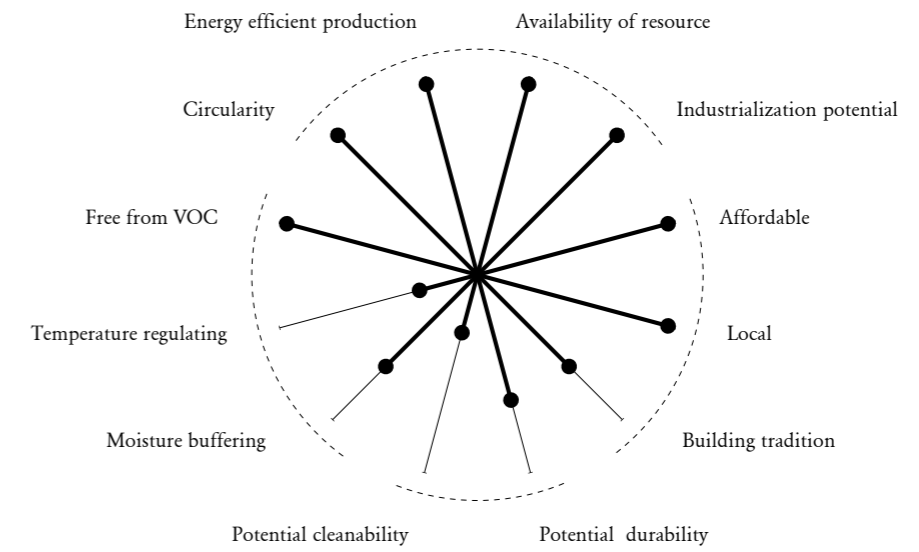 Energy efficient production
Availability of resource
Circularity
Industrialization potential
Free from VOC
Affordable
Temperature regulating
Local
Moisture buffering
Building tradition
Potential cleanability
Potential  durability